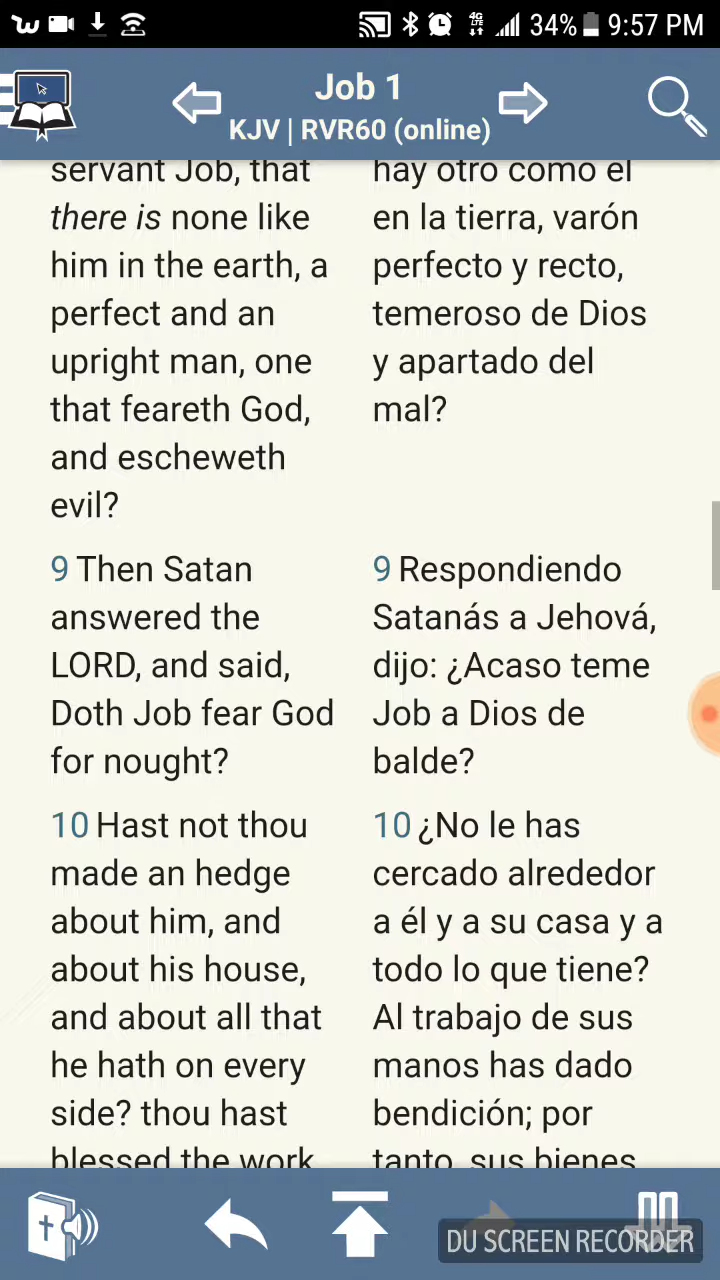 34% 9:57 PM
Job 1
KJV | RVR60 (online)
servant Job, that
there is none like
him in the earth, a
perfect and an
upright man, one
that feareth God,
and escheweth
evil?
9 Then Satan
answered the
LORD, and said,
Doth Job fear God
for nought?
10 Hast not thou
made an hedge
about him, and
about his house,
and about all that
he hath on every
side? thou hast
blessed the work
hay otro como él
en la tierra, varón
perfecto y recto,
temeroso de Dios
y apartado del
mal?
9 Respondiendo
Satanás a Jehová,
dijo: ¿Acaso teme
Job a Dios de
balde?
10 ¿No le has
cercado alrededor
a él y a su casa y a
todo lo que tiene?
Al trabajo de sus
manos has dado
bendición; por
tanto, sus bienes
DU SCREEN RECORDER